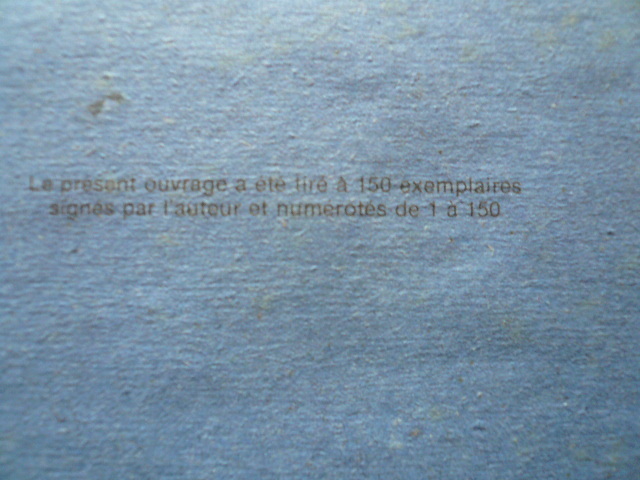 Le présent ouvrage a été tiré à 150 exemplaires
signés par l'auteur et numérotés de 1 à 150